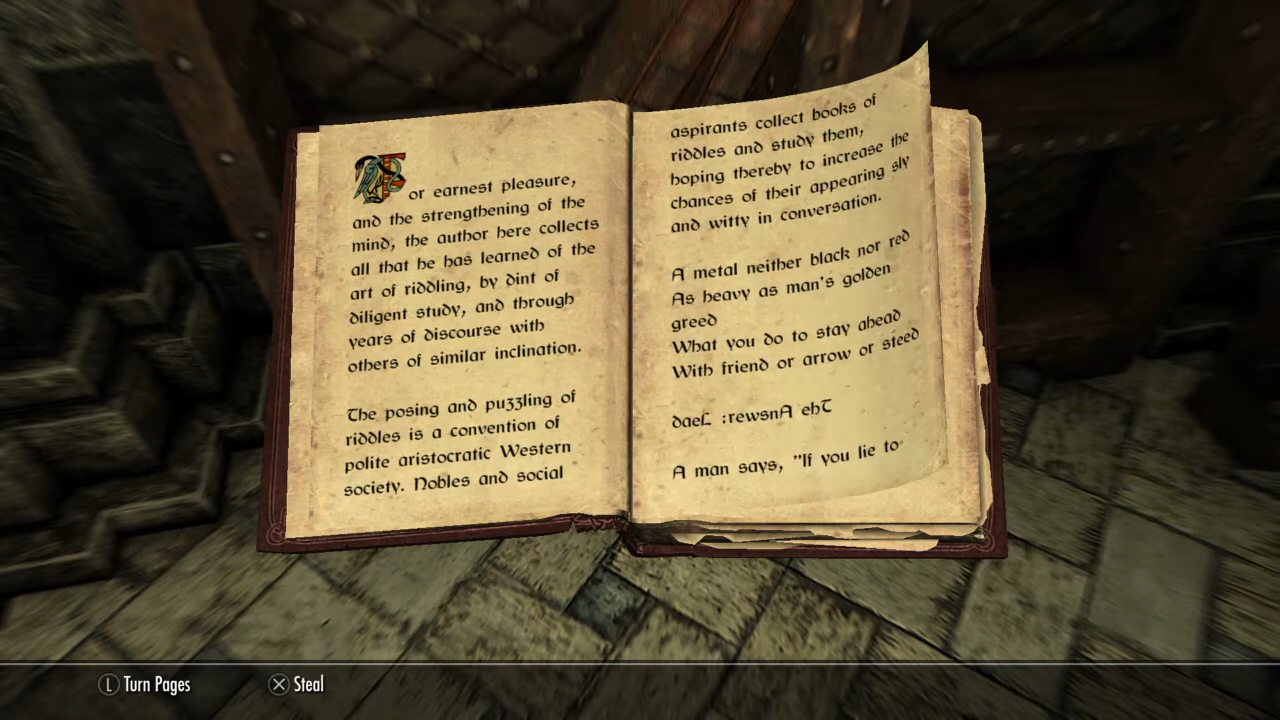 For earnest pleasure,
and the strengthening of the
mind, the author here collects
all that he has learned of the
art of riddling, by dint of
diligent study, and through
years of discourse with
others of similar inclination.
The posing and puzzling of
riddles is a convention of
polite aristocratic Western
society. Nobles and social
aspirants collect books of
riddles and study them,
hoping thereby to increase the
chances of their appearing sly
and witty in conversation.
A metal neither black nor red
As heavy as man's golden
greed
What you do to stay ahead
With friend or arrow or steed
daeL :rewsnA ehT
A man says, "If you lie to
L Turn Pages
X Steal